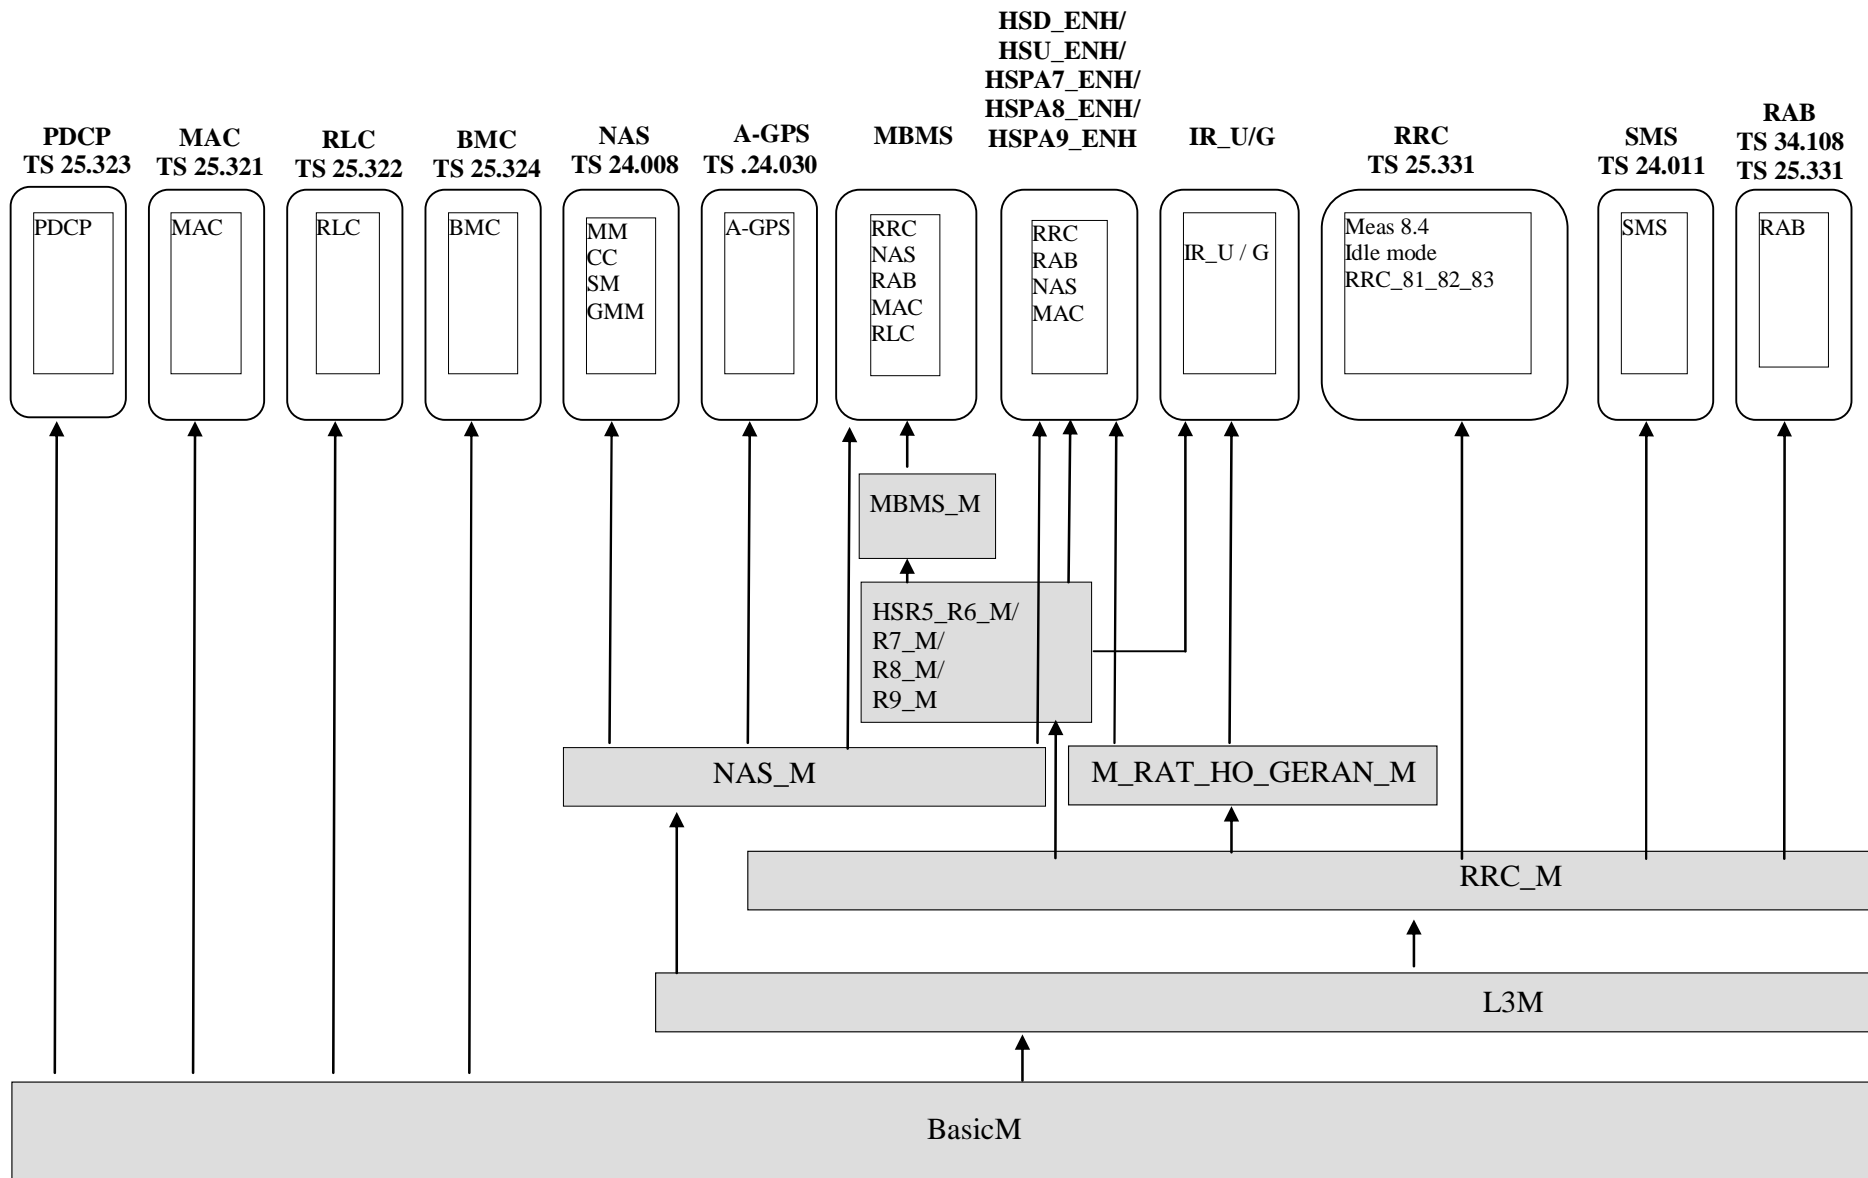 HSD_ENH/
HSU_ENH/
HSPA7_ENH/
HSPA8_ENH/
HSPA9_ENH
PDCP
TS 25.323
MAC
TS 25.321
RLC
TS 25.322
BMC
TS 25.324
NAS
TS 24.008
A-GPS
TS .24.030
MBMS
IR_U/G
RRC
TS 25.331
SMS
TS 24.011
RAB
TS 34.108
TS 25.331
PDCP
MAC
RLC
BMC
MM
CC
SM
GMM
A-GPS
RRC
NAS
RAB
MAC
RLC
RRC
RAB
NAS
MAC
IR_U / G
Meas 8.4
Idle mode
RRC_81_82_83
SMS
RAB
MBMS_M
HSR5_R6_M/
R7_M/
R8_M/
R9_M
NAS_M
M_RAT_HO_GERAN_M
RRC_M
L3M
BasicM